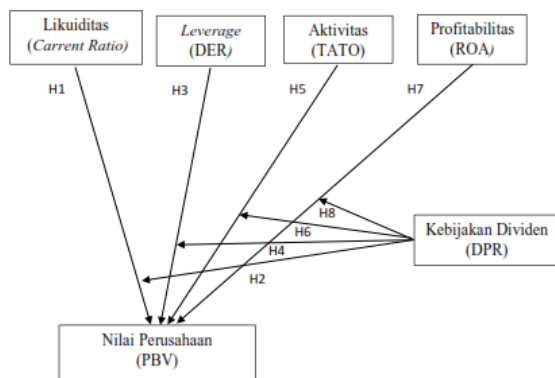 Likuiditas
(Current Ratio)
Leverage
(DER)
Aktivitas
(TATO)
Profitabilitas
(ROA)
H1
H3
H5
H7
H8
H6
H4
H2
Kebijakan Dividen
(DPR)
Nilai Perusahaan
(PBV)